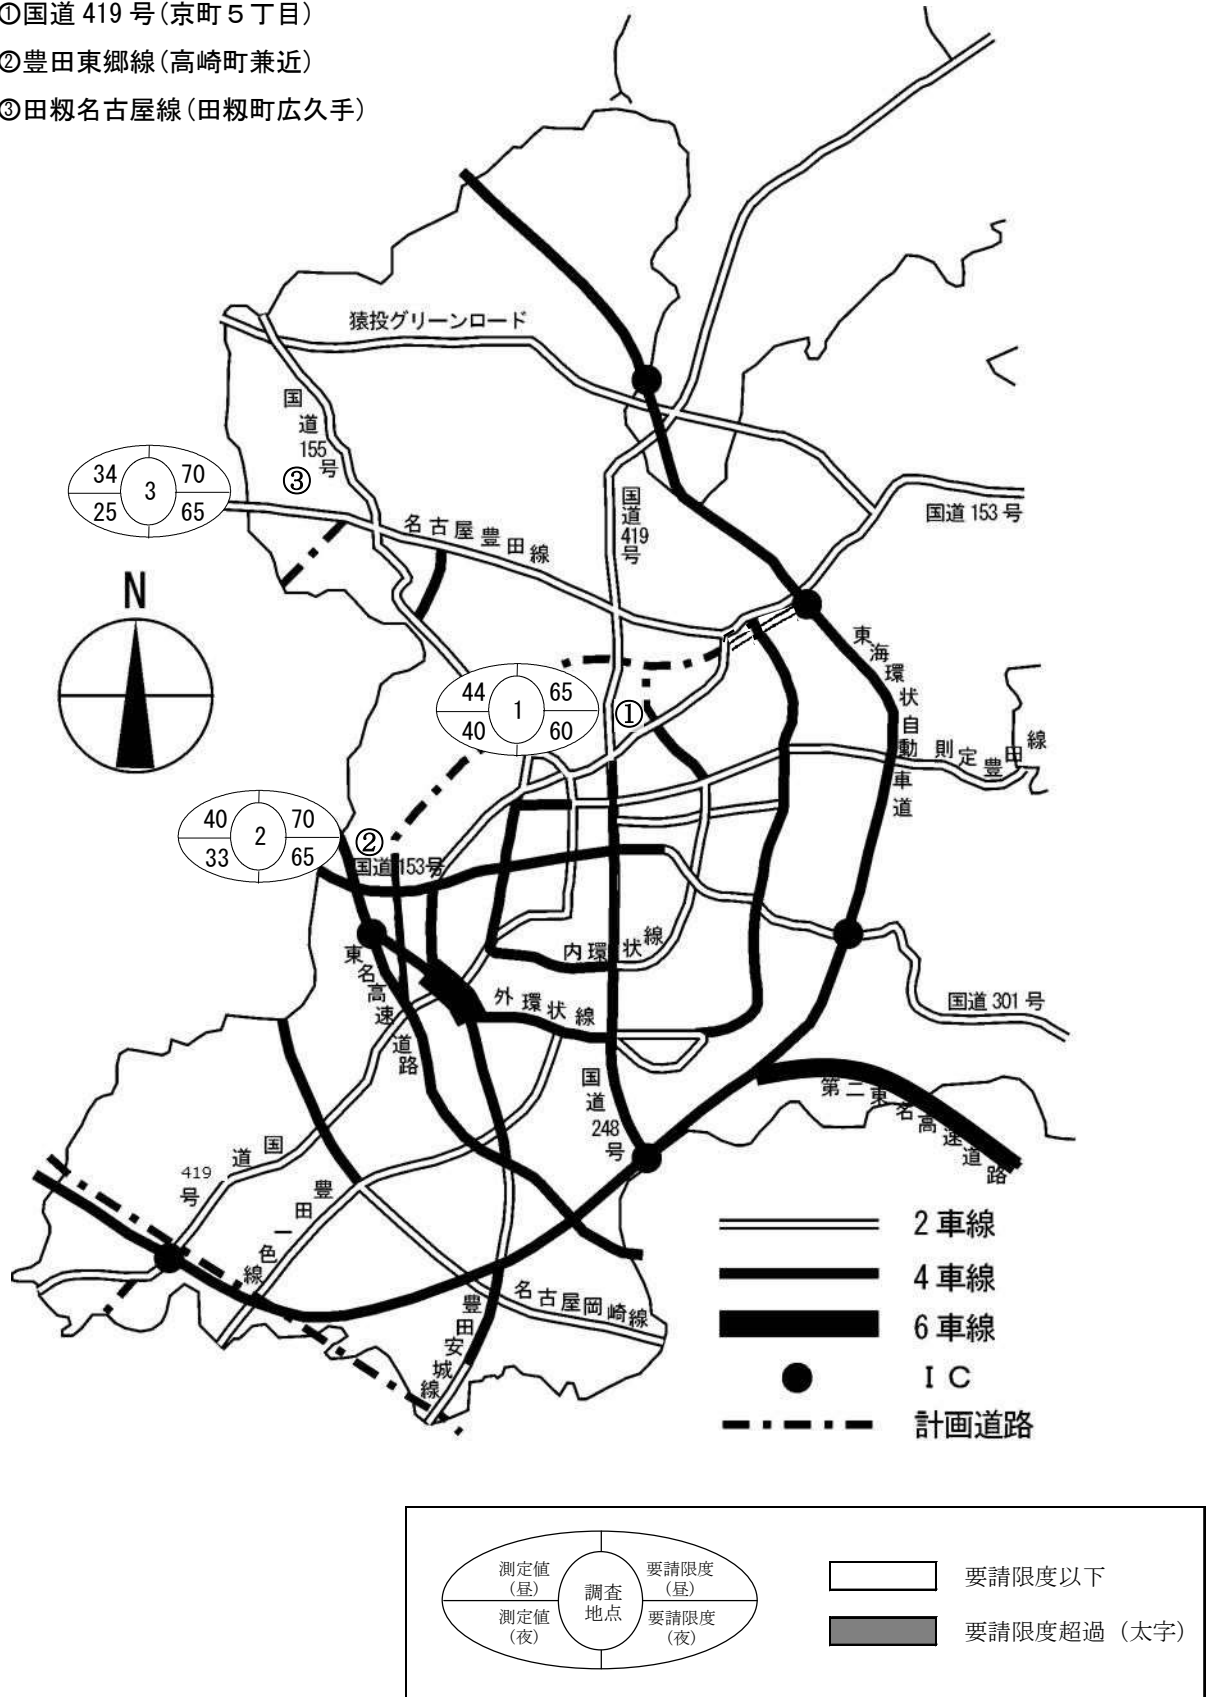 ①国道419号(京町５丁目)
②豊田東郷線(高崎町兼近)
③田籾名古屋線(田籾町広久手)
猿投グリーンロード
国道155号
③
34 3 70
25 65
国道419号
国道153号
名古屋豊田線
N
東海環状自動車道
44 1 65
40 60
①
則定豊田線
40 2 70
33 65
②
国道153号
内環状線
東名高速道路
外環状線
国道301号
国道248号
第二東名高速道路
国道419号
豊田一色線
名古屋岡崎線
豊田安城線
2車線
4車線
6車線
ＩＣ
計画道路
測定値(昼)
要請限度(昼)
調査地点
測定値(夜)
要請限度(夜)
要請限度以下
要請限度超過（太字）